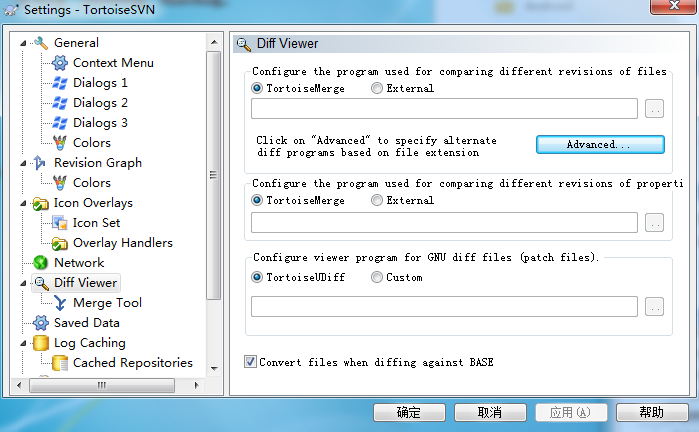 Settings - TortoiseSVN
General
Context Menu
Dialogs 1
Dialogs 2
Dialogs 3
Colors
Revision Graph
Colors
Icon Overlays
Icon Set
Overlay Handlers
Network
Diff Viewer
Merge Tool
Saved Data
Log Caching
Cached Repositories
Diff Viewer
Configure the program used for comparing different revisions of files
TortoiseMerge External
..
Click on "Advanced" to specify alternate
diff programs based on file extension
Advanced...
Configure the program used for comparing different revisions of properti
TortoiseMerge External
..
Configure viewer program for GNU diff files (patch files).
TortoiseUDiff Custom
..
Convert files when diffing against BASE
确定 取消 应用(A) 帮助